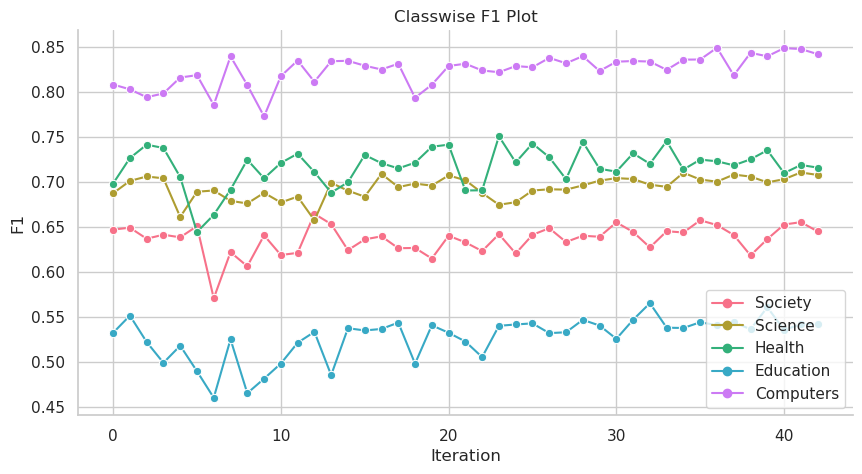 Classwise F1 Plot
0.85
0.80
0.75
0.70
0.65
0.60
0.55
0.50
0.45
F1
0 10 20 30 40
Iteration
Society
Science
Health
Education
Computers